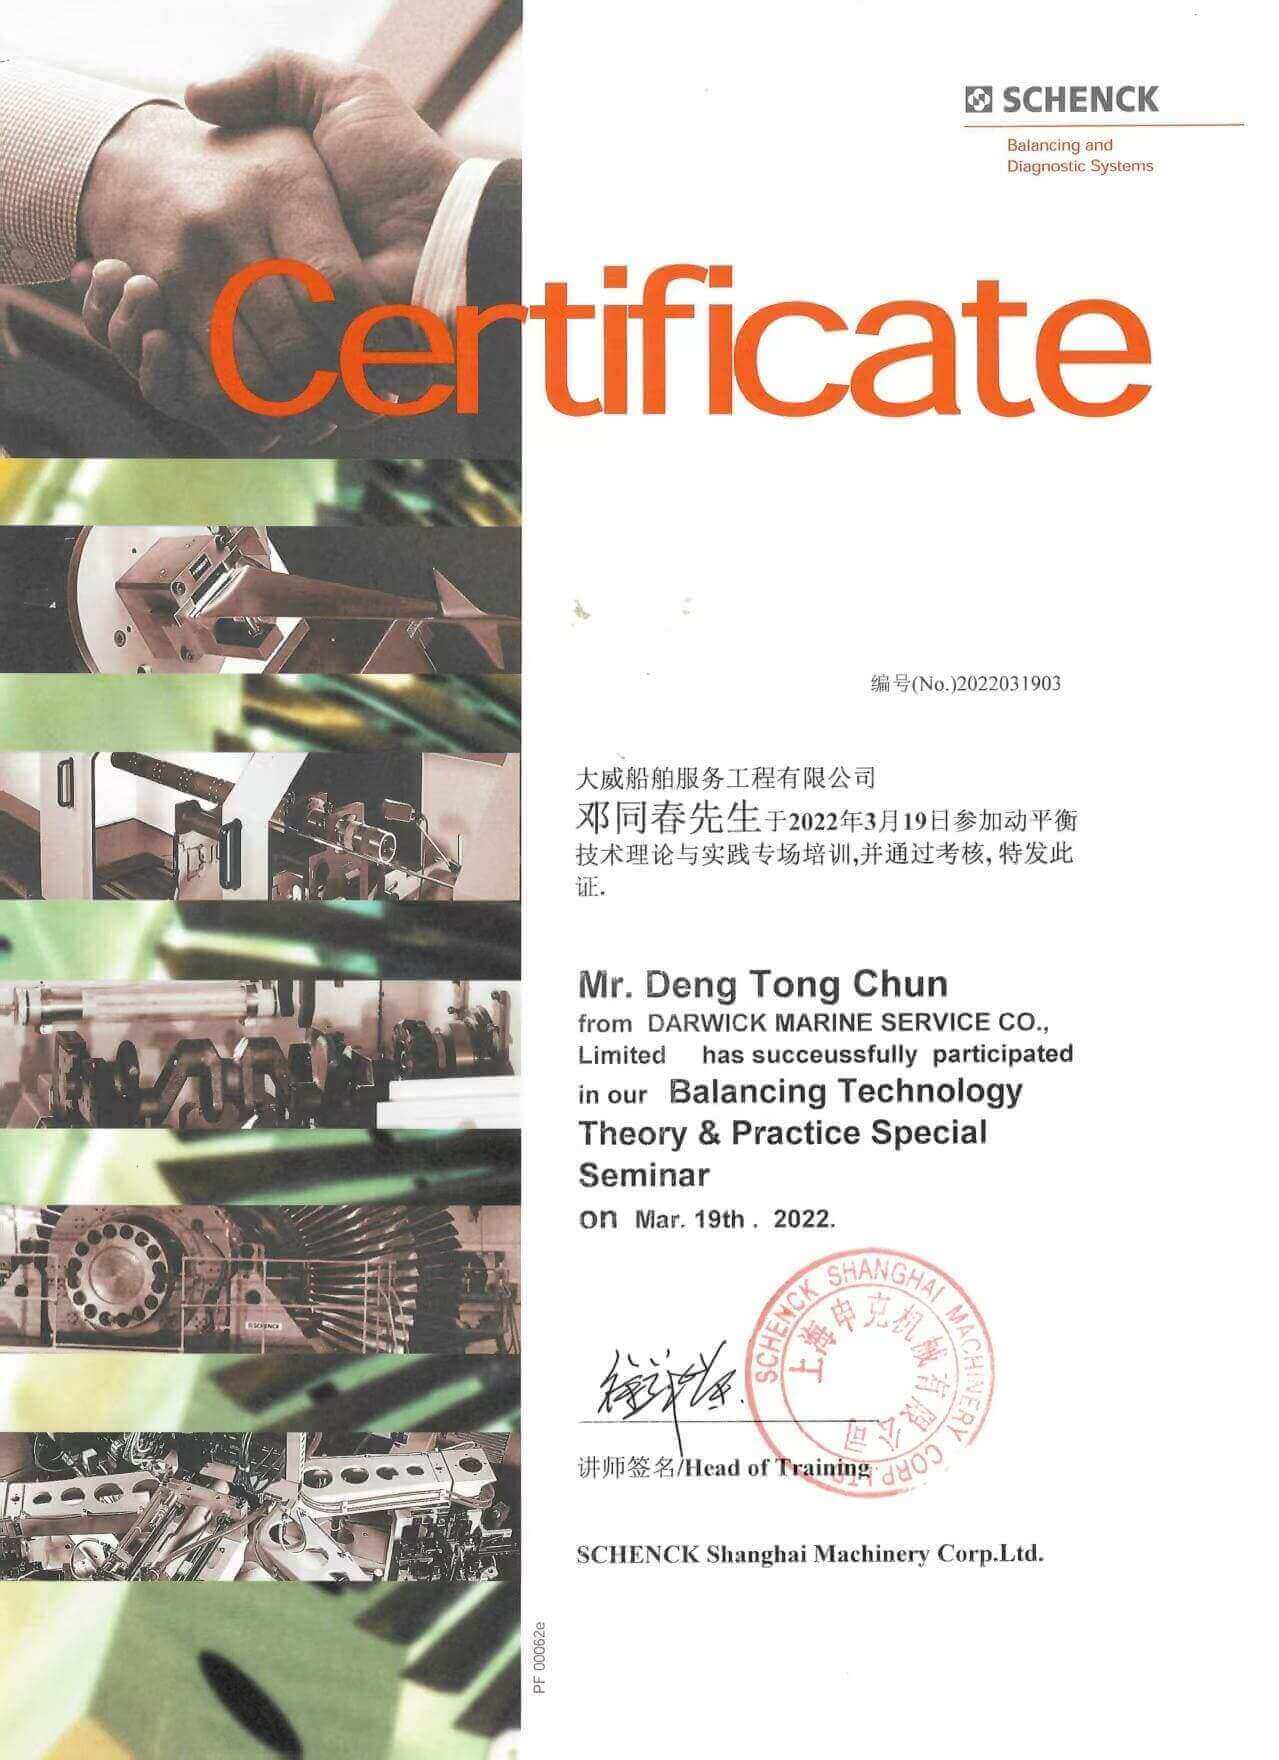 SCHENCK
Balancing and
Diagnostic Systems
Certificate
编号(No.)2022031903
大威船舶服务工程有限公司
邓同春先生于2022年3月19日参加动平衡
技术理论与实践专场培训,并通过考核, 特发此
证.
Mr. Deng Tong Chun
from DARWICK MARINE SERVICE CO.,
Limited has succeussfully participated
in our Balancing Technology
Theory & Practice Special
Seminar
on Mar. 19th . 2022.
SCHENCK SHANGHAI MACHINERY CORP.LTD.
上海申克机械有限公司
讲师签名/Head of Training
SCHENCK Shanghai Machinery Corp.Ltd.
PF 00062e
SCHENCK